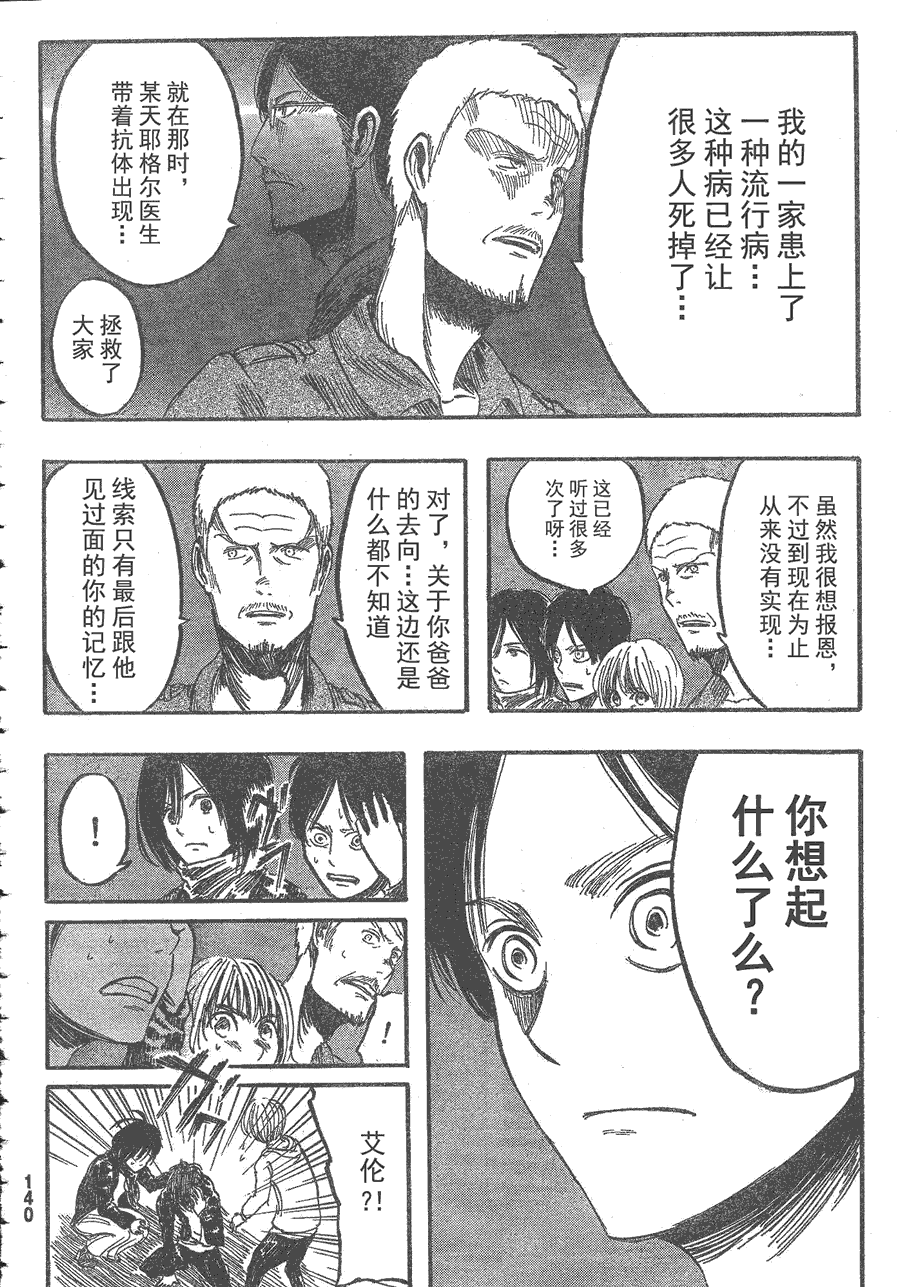 我的一家患上了
一种流行病…
这种病已经让
很多人死掉了…
就在那时，
某天耶格尔医生
带着抗体出现…
拯救了
大家
虽然我很想报恩，
不过到现在为止
从来没有实现…
这已经
听过很多
次了呀…
对了，关于你爸爸
的去向…这边还是
什么都不知道
线索只有最后跟他
见过面的你的记忆…
你想起
什么了么？
！
！
艾伦?!
140